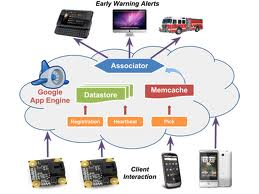 Early Warning Alerts
Associator
Google
App Engine
Datastore
Memcache
Registration
Heartbeat
Pick
Client
Interaction